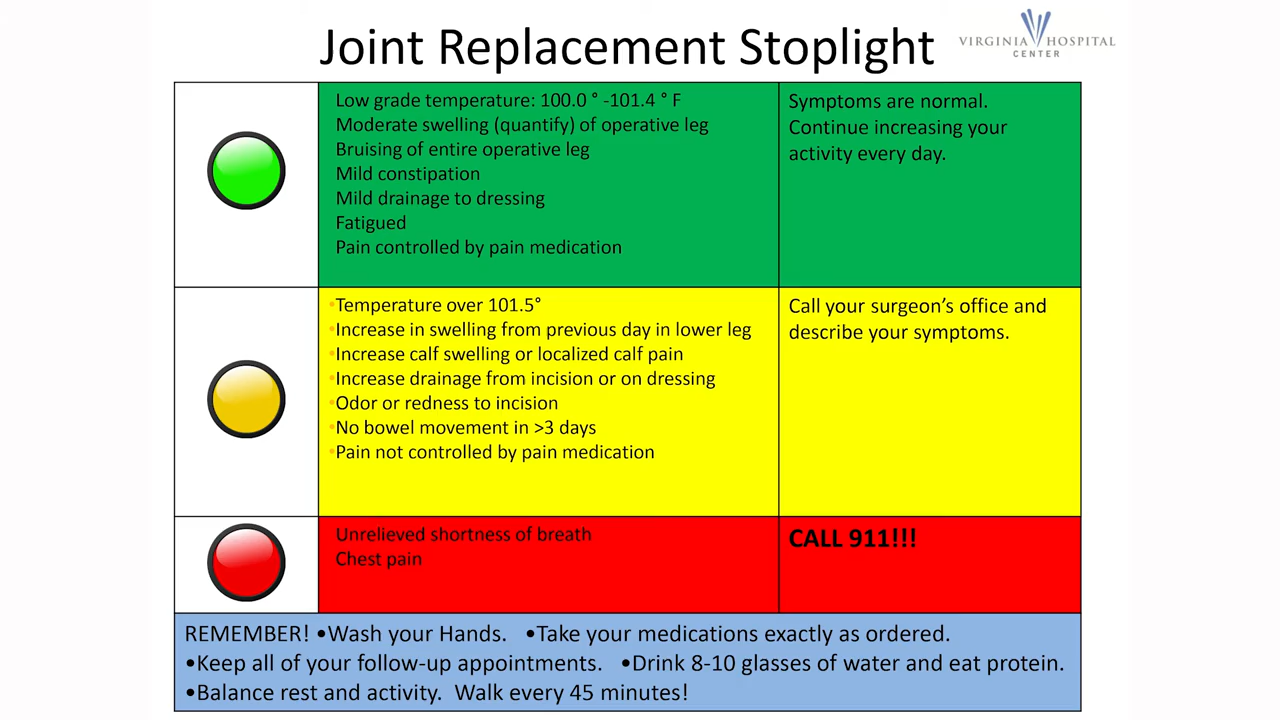 Joint Replacement Stoplight
VIRGINIA HOSPITAL
CENTER
Low grade temperature: 100.0 ° -101.4 ° F
Moderate swelling (quantify) of operative leg
Bruising of entire operative leg
Mild constipation
Mild drainage to dressing
Fatigued
Pain controlled by pain medication
Symptoms are normal.
Continue increasing your
activity every day.
•Temperature over 101.5°
•Increase in swelling from previous day in lower leg
•Increase calf swelling or localized calf pain
•Increase drainage from incision or on dressing
•Odor or redness to incision
•No bowel movement in >3 days
•Pain not controlled by pain medication
Call your surgeon’s office and
describe your symptoms.
Unrelieved shortness of breath
Chest pain
CALL 911!!!
REMEMBER! •Wash your Hands. •Take your medications exactly as ordered.
•Keep all of your follow-up appointments. •Drink 8-10 glasses of water and eat protein.
•Balance rest and activity. Walk every 45 minutes!